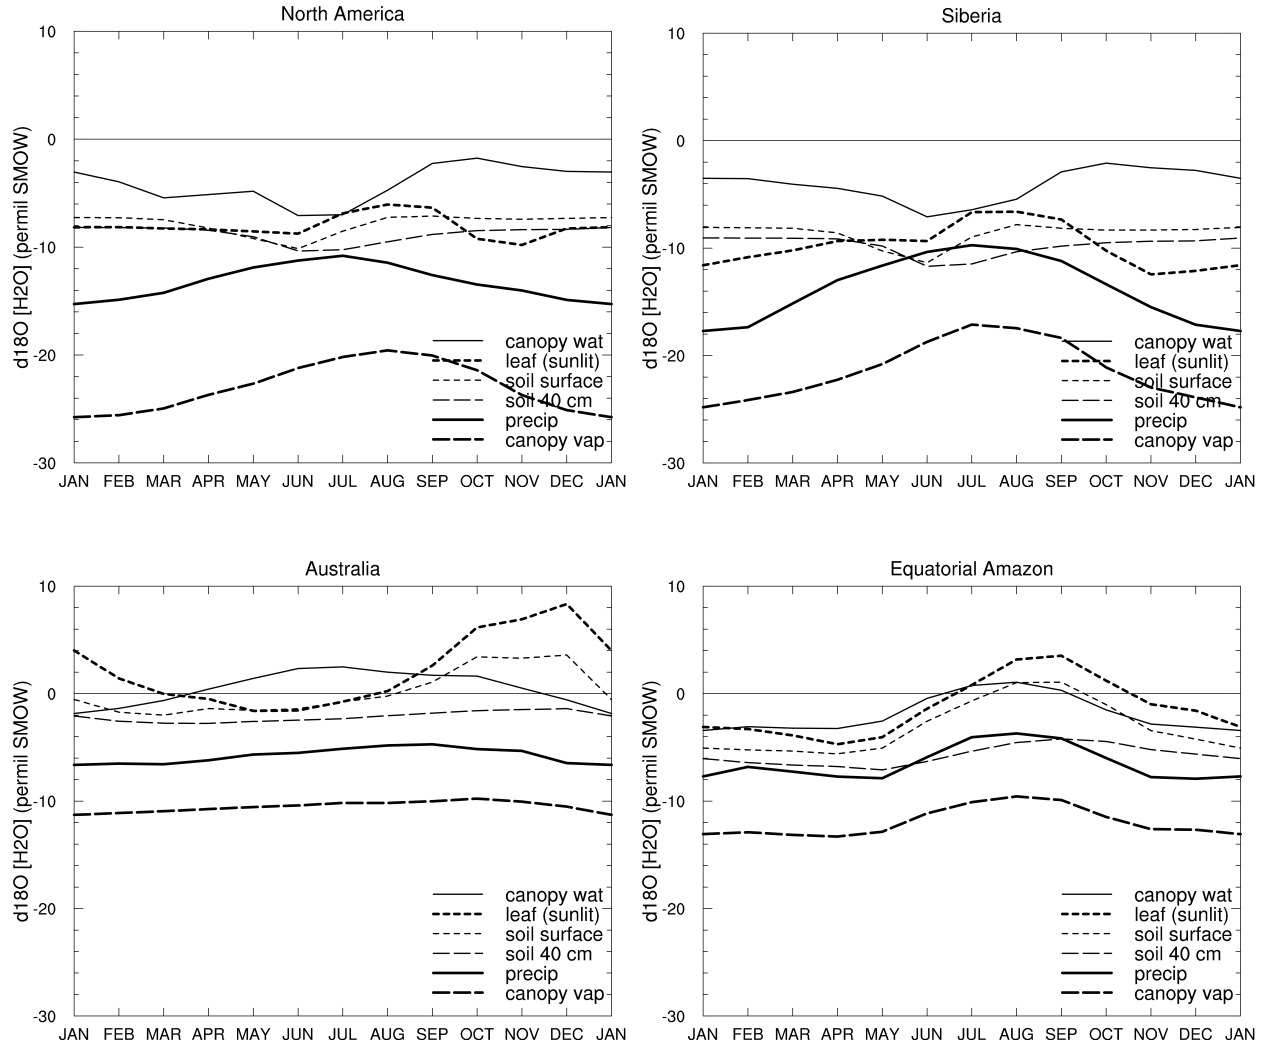 North America
10
0
-10
-20
-30
d18O [H2O] (permil SMOW)
canopy wat
leaf (sunlit)
soil surface
soil 40 cm
precip
canopy vap
JAN FEB MAR APR MAY JUN JUL AUG SEP OCT NOV DEC JAN
Siberia
10
0
-10
-20
-30
d18O [H2O] (permil SMOW)
canopy wat
leaf (sunlit)
soil surface
soil 40 cm
precip
canopy vap
JAN FEB MAR APR MAY JUN JUL AUG SEP OCT NOV DEC JAN
Australia
10
0
-10
-20
-30
d18O [H2O] (permil SMOW)
canopy wat
leaf (sunlit)
soil surface
soil 40 cm
precip
canopy vap
JAN FEB MAR APR MAY JUN JUL AUG SEP OCT NOV DEC JAN
Equatorial Amazon
10
0
-10
-20
-30
d18O [H2O] (permil SMOW)
canopy wat
leaf (sunlit)
soil surface
soil 40 cm
precip
canopy vap
JAN FEB MAR APR MAY JUN JUL AUG SEP OCT NOV DEC JAN